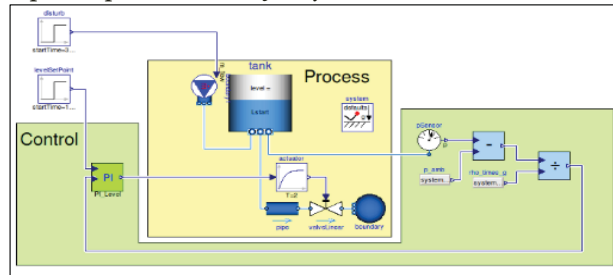 disturb
startTime=3...
levelSetPoint
startTime=1...
Process
tank
level =
system
defaults
g
Control
PI
PI_Level
actuator
T=2
pSensor
p
p_amb
system...
rho_times_g
system...
-
÷
pipe
valveLinear
boundary